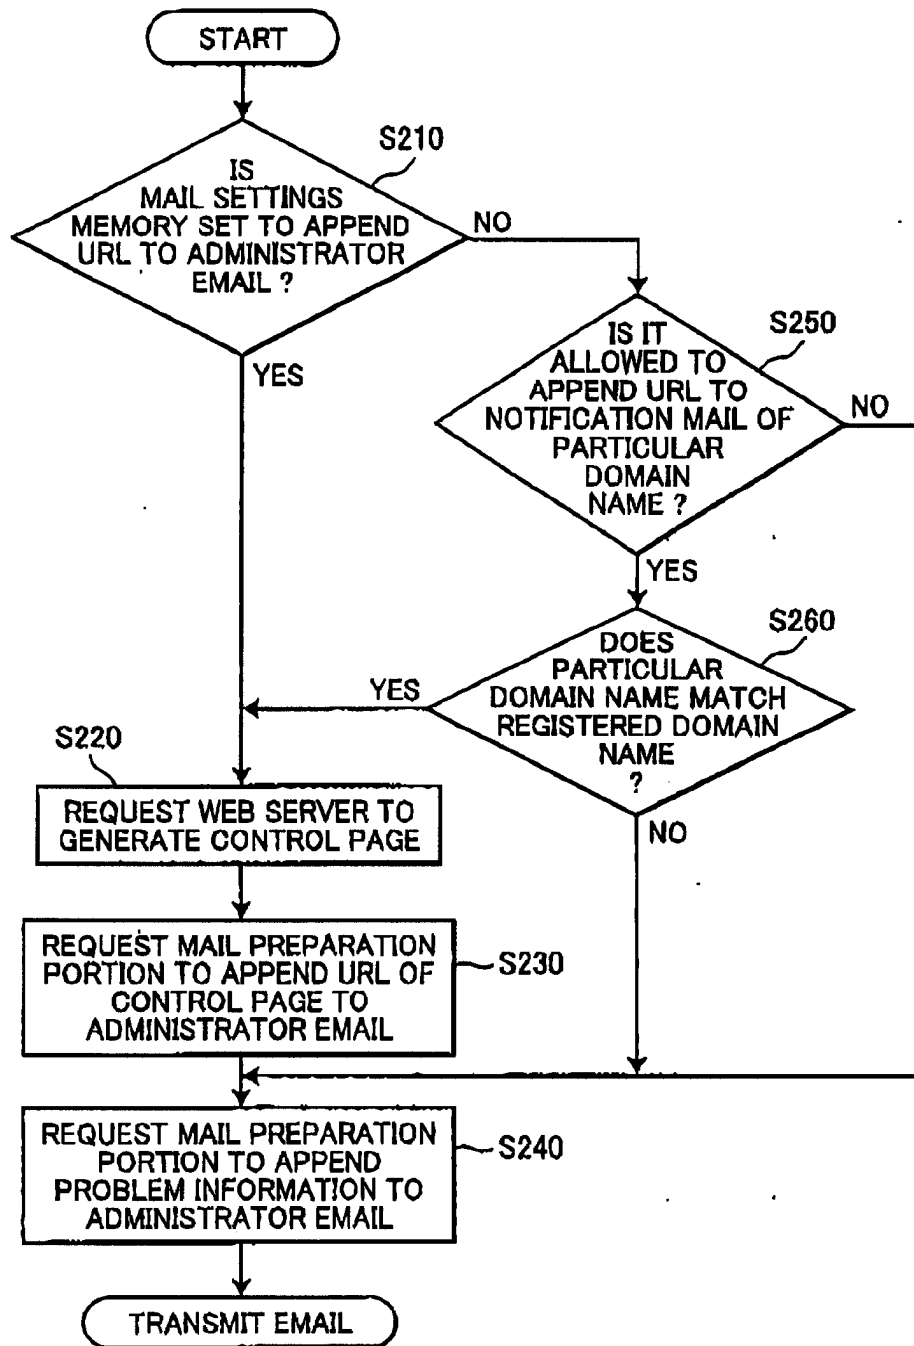 START
S210
IS
MAIL SETTINGS
MEMORY SET TO APPEND
URL TO ADMINISTRATOR
EMAIL ?
NO
YES
S250
IS IT
ALLOWED TO
APPEND URL TO
NOTIFICATION MAIL OF
PARTICULAR
DOMAIN
NAME ?
NO
YES
S260
DOES
PARTICULAR
DOMAIN NAME MATCH
REGISTERED DOMAIN
NAME
?
YES
NO
S220
REQUEST WEB SERVER TO
GENERATE CONTROL PAGE
REQUEST MAIL PREPARATION
PORTION TO APPEND URL OF
CONTROL PAGE TO
ADMINISTRATOR EMAIL
S230
REQUEST MAIL PREPARATION
PORTION TO APPEND
PROBLEM INFORMATION TO
ADMINISTRATOR EMAIL
S240
TRANSMIT EMAIL